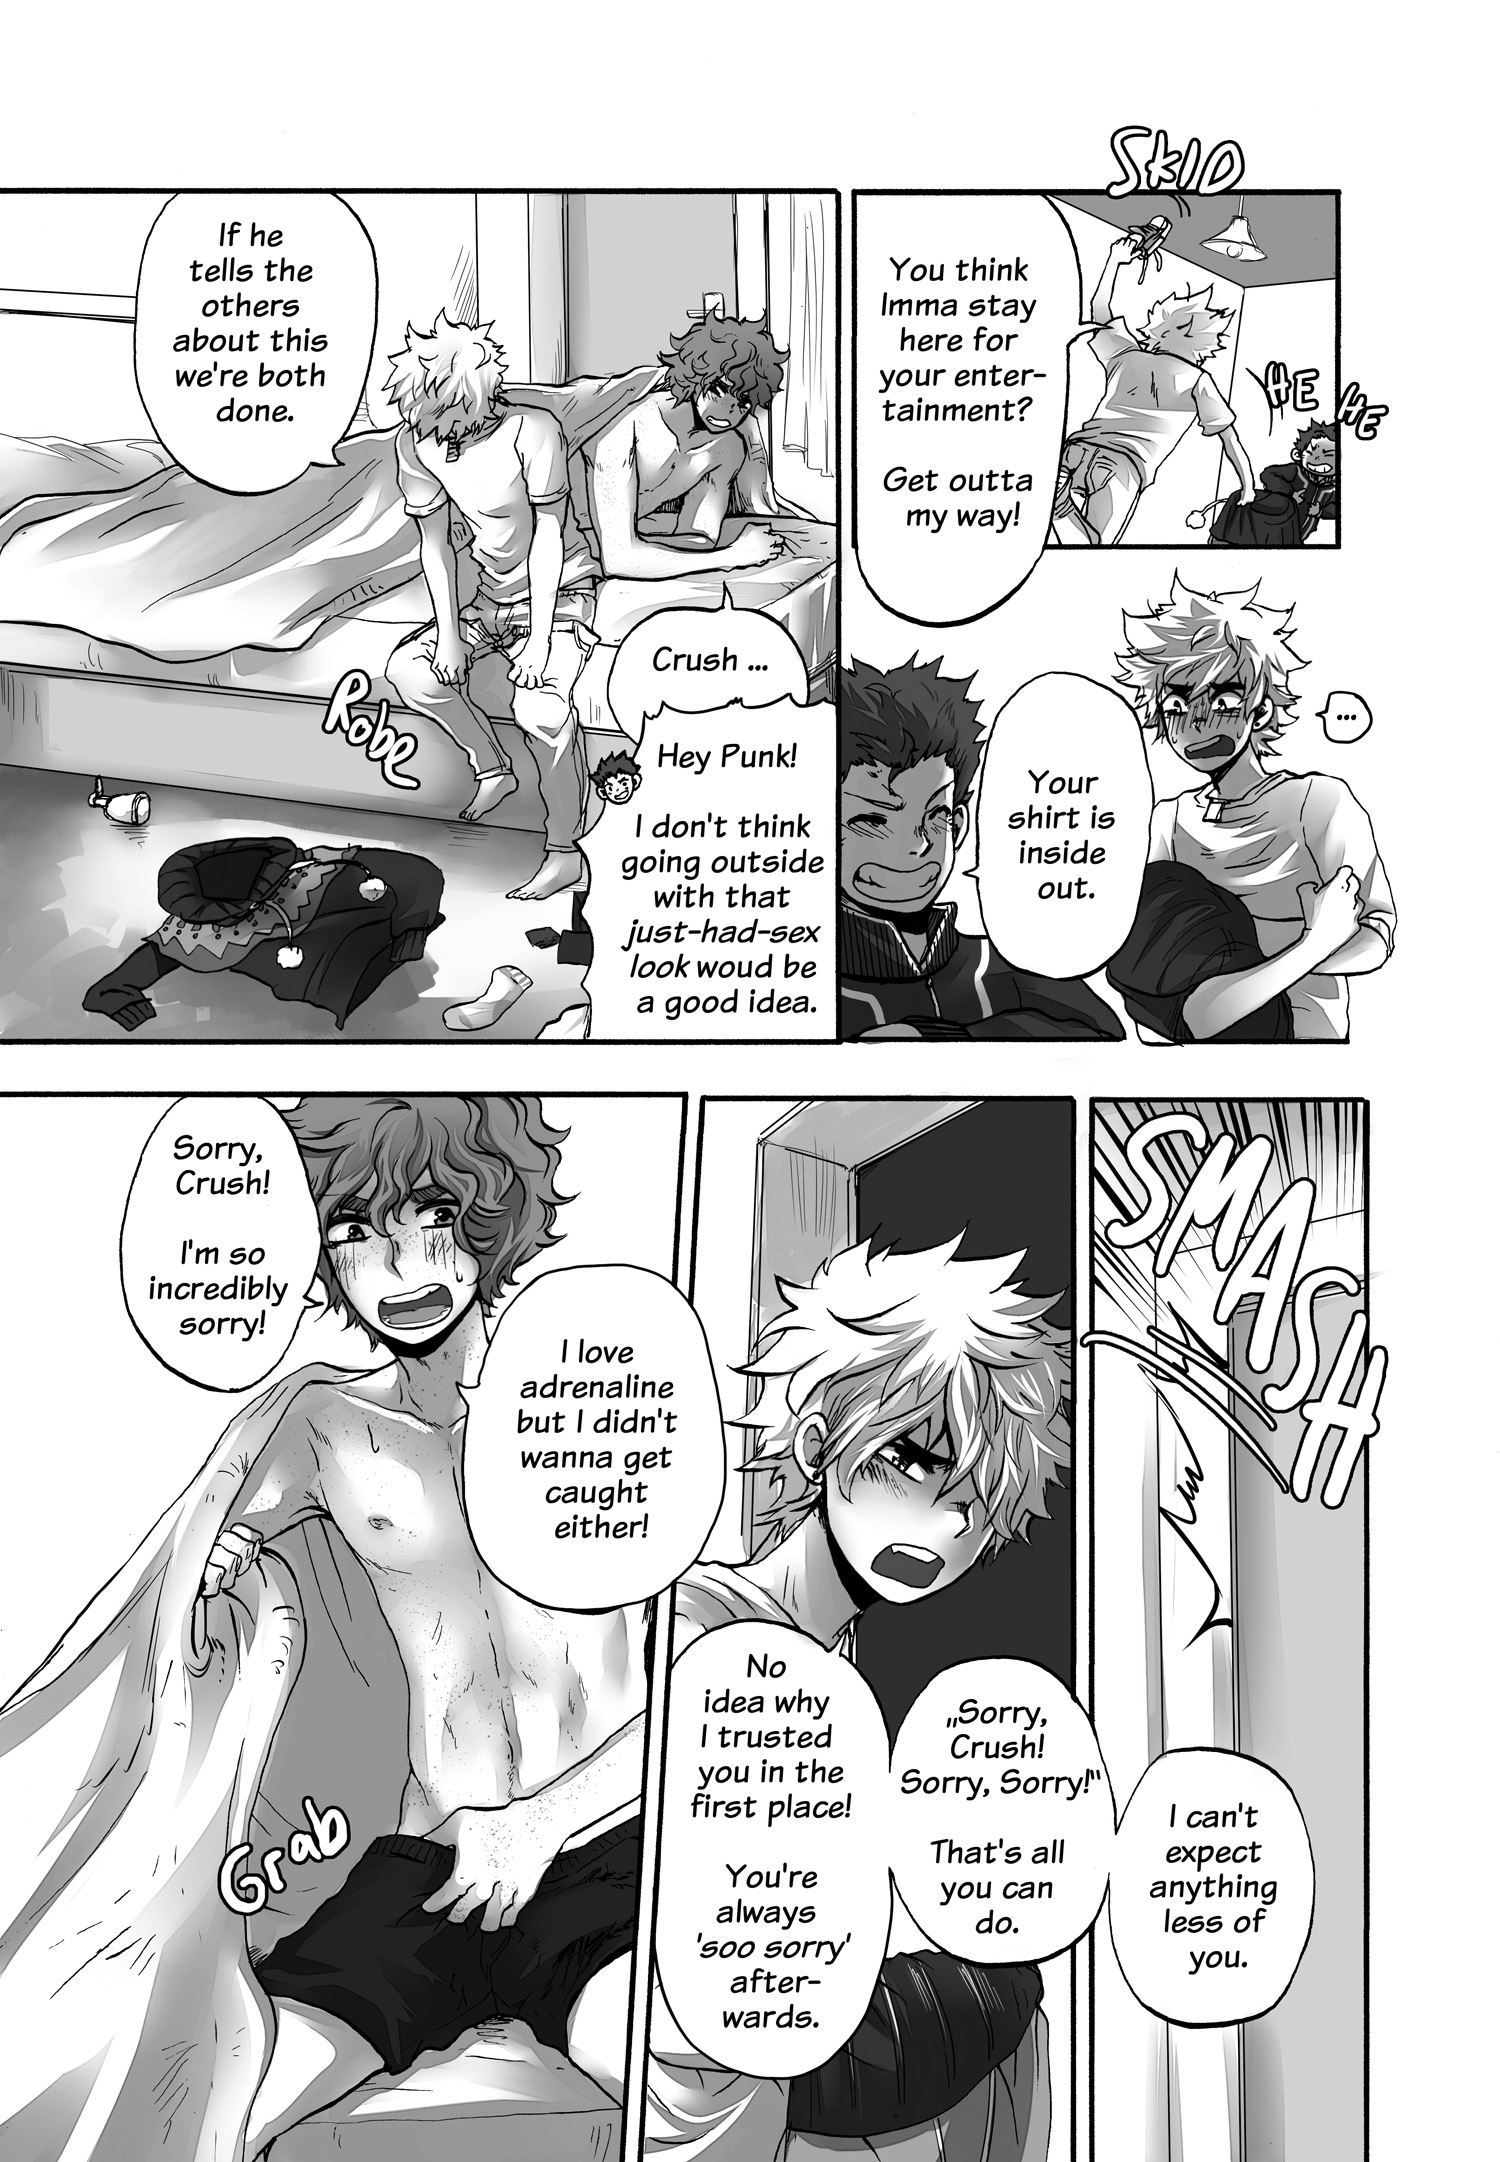 If he
tells the
others
about this
we're both
done.
Crush ...
Robe
Hey Punk!
I don't think
going outside
with that
just-had-sex
look woud be
a good idea.
SKID
You think
Imma stay
here for
your enter-
tainment?
Get outta
my way!
HE HE
Your
shirt is
inside
out.
...
Sorry,
Crush!
I'm so
incredibly
sorry!
I love
adrenaline
but I didn't
wanna get
caught
either!
Grab
No
idea why
I trusted
you in the
first place!
You're
always
'soo sorry'
after-
wards.
„Sorry,
Crush!
Sorry, Sorry!“
That's all
you can
do.
SMASH
I can't
expect
anything
less of
you.